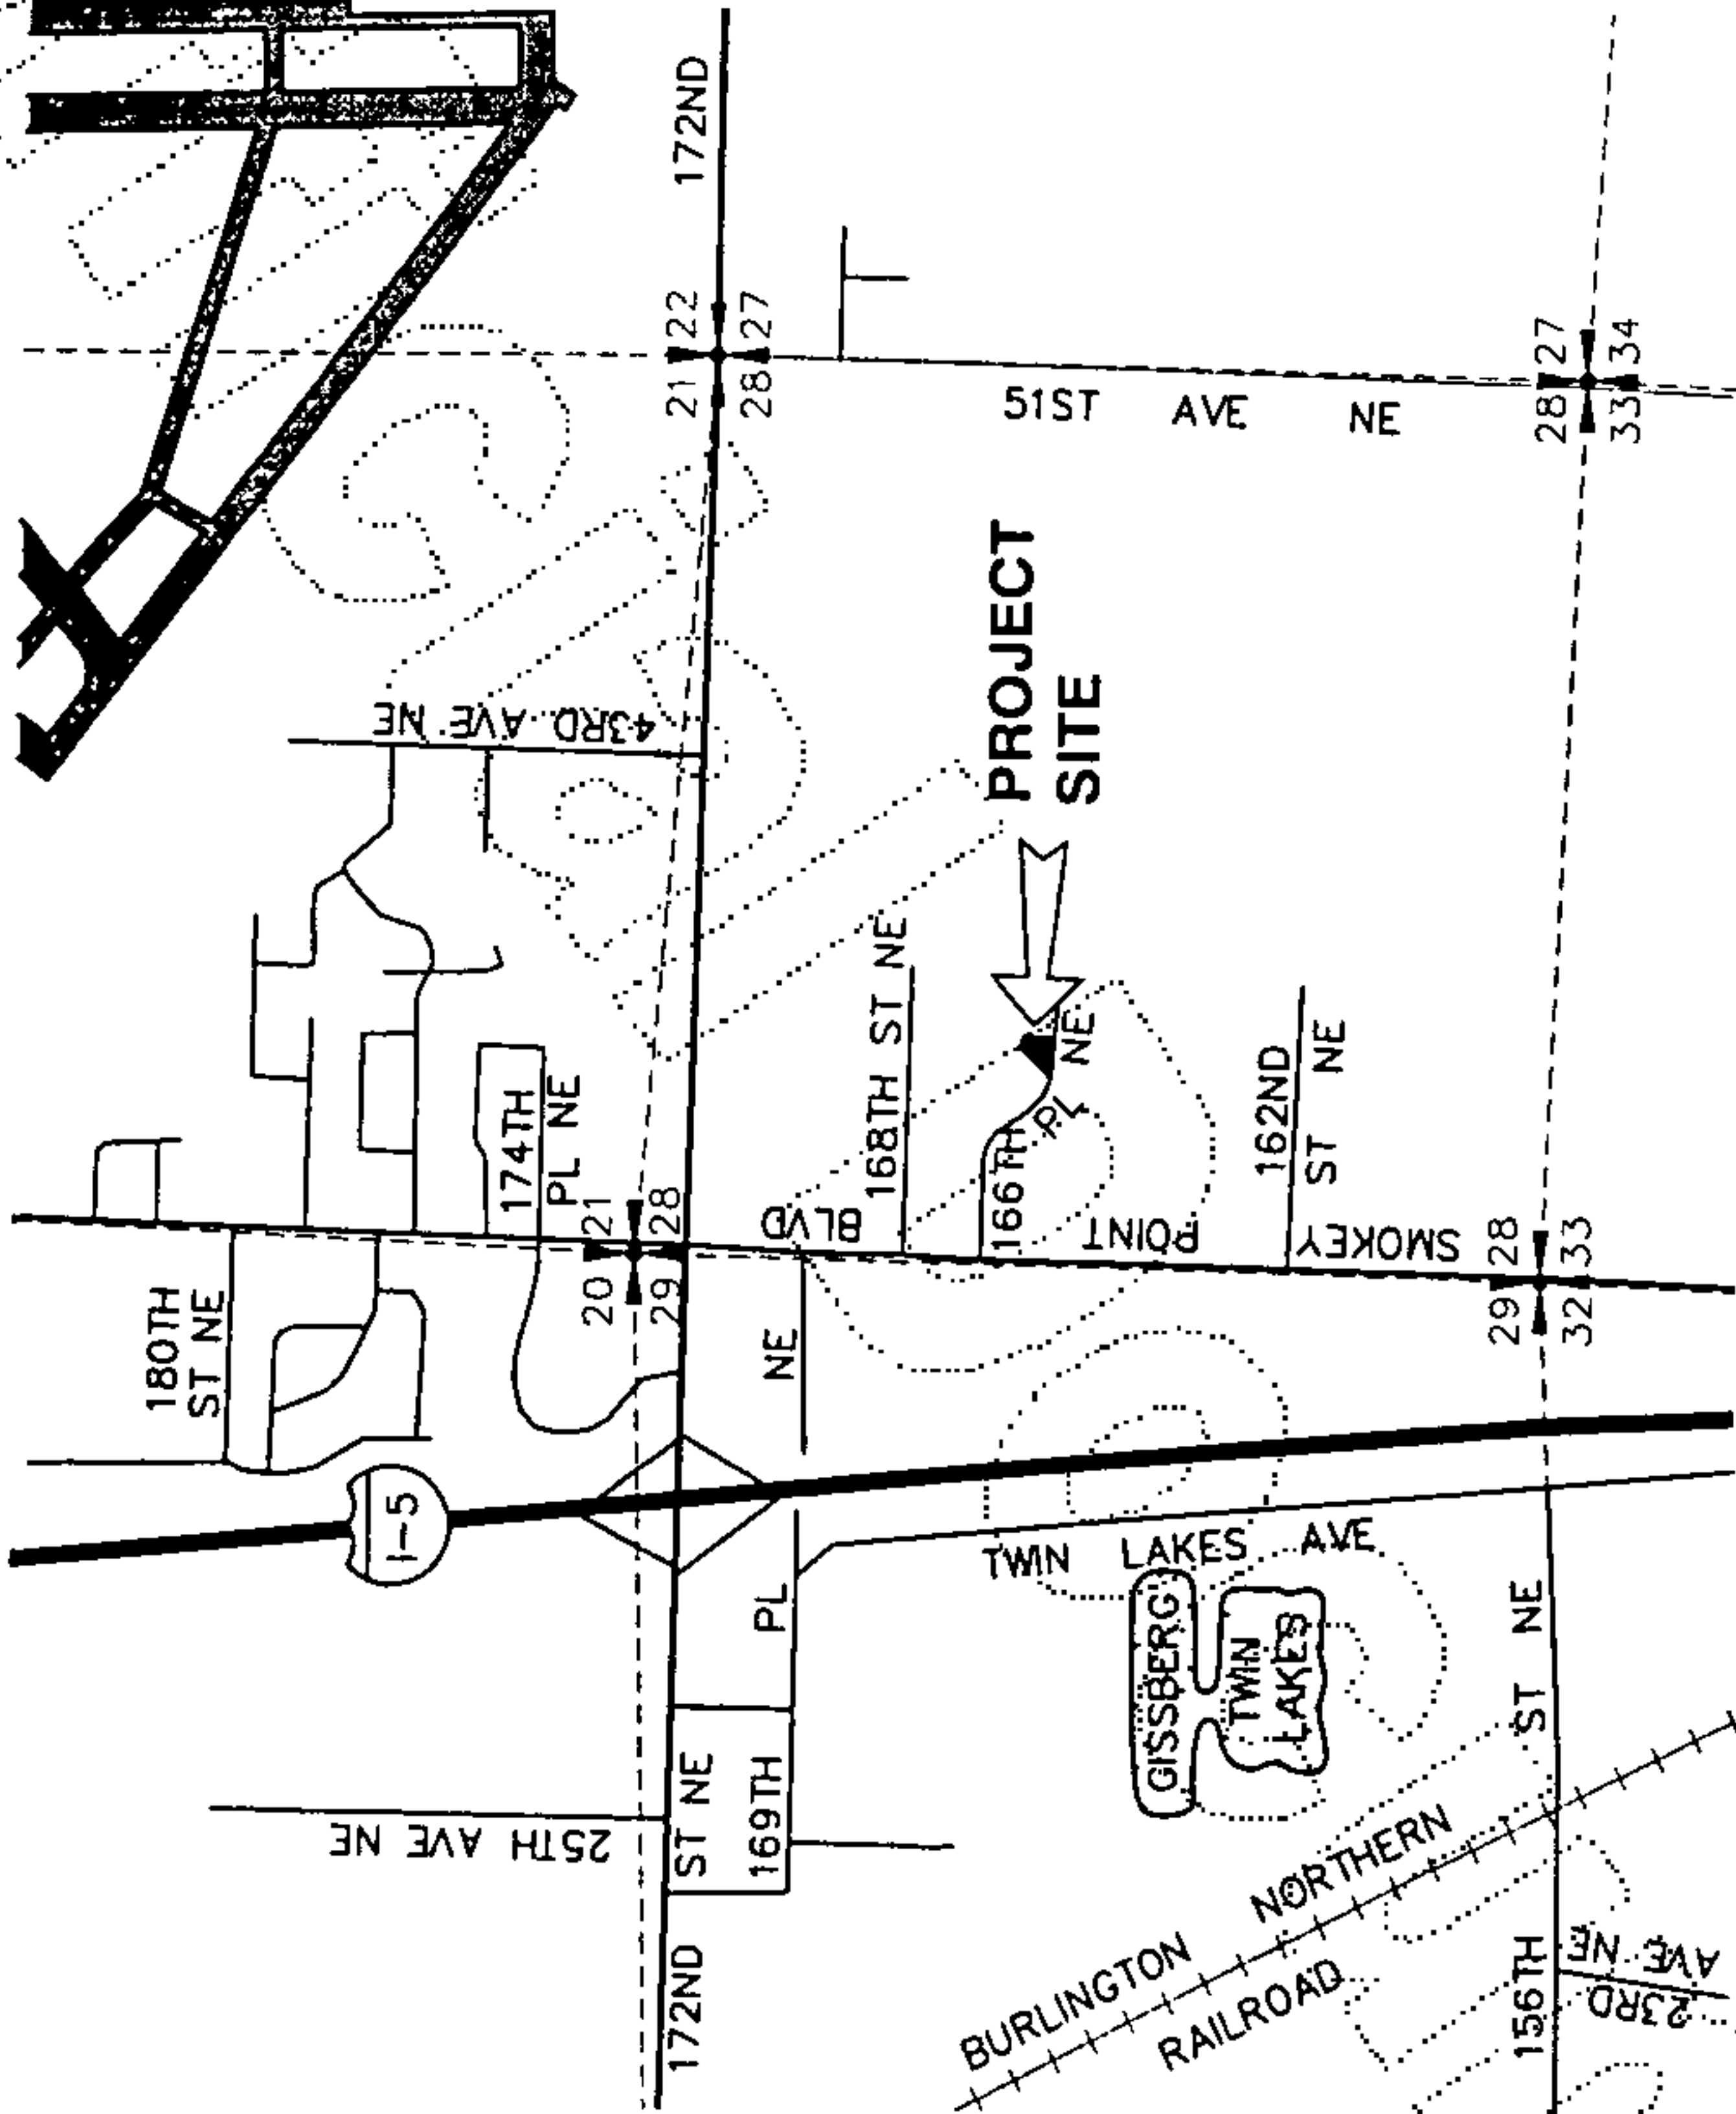 180TH
ST NE
174TH
PL NE
43RD AVE NE
172ND
I-5
25TH AVE NE
20 21
29 28
21 22
28 27
172ND
ST NE
169TH
PL
NE
BLVD
168TH ST NE
PROJECT
SITE
166TH
PL
NE
51ST AVE NE
POINT
SMOKEY
162ND
ST NE
TWIN LAKES AVE
GISSBERG
TWIN
LAKES
BURLINGTON NORTHERN
RAILROAD
29 28
32 33
28 27
33 34
156TH ST NE
23RD
AVE NE